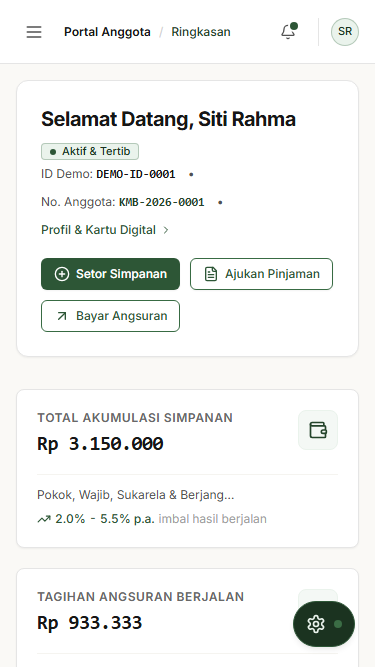 Portal Anggota / Ringkasan
SR
Selamat Datang, Siti Rahma
Aktif & Tertib
ID Demo: DEMO-ID-0001 •
No. Anggota: KMB-2026-0001 •
Profil & Kartu Digital
Setor Simpanan
Ajukan Pinjaman
Bayar Angsuran
TOTAL AKUMULASI SIMPANAN
Rp 3.150.000
Pokok, Wajib, Sukarela & Berjang...
2.0% - 5.5% p.a. imbal hasil berjalan
TAGIHAN ANGSURAN BERJALAN
Rp 933.333